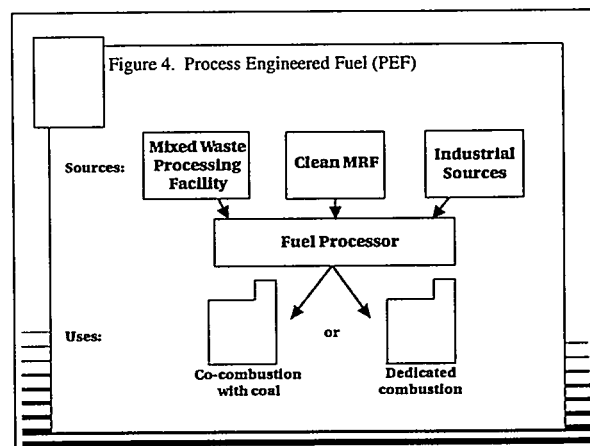 Figure 4. Process Engineered Fuel (PEF)
Sources:
Mixed Waste
Processing
Facility
Clean MRF
Industrial
Sources
Fuel Processor
Uses:
or
Co-combustion
with coal
Dedicated
combustion